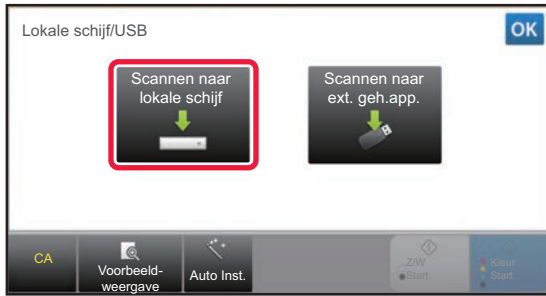 Lokale schijf/USB
OK
Scannen naar
lokale schijf
Scannen naar
ext. geh.app.
CA
Voorbeeld-
weergave
Auto Inst.
Z/W
Start
Kleur
Start